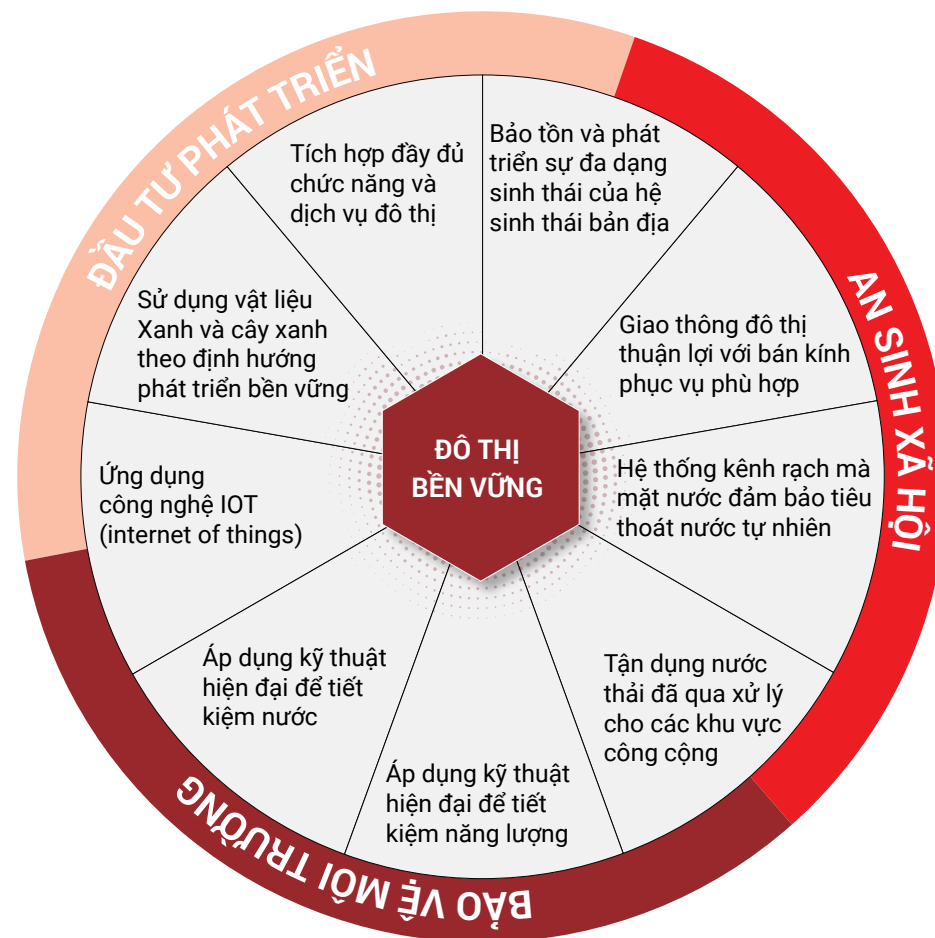 ĐẦU TƯ PHÁT TRIỂN
AN SINH XÃ HỘI
BẢO VỆ MÔI TRƯỜNG
ĐÔ THỊ
BỀN VỮNG
Bảo tồn và phát
triển sự đa dạng
sinh thái của hệ
sinh thái bản địa
Giao thông đô thị
thuận lợi với bán kính
phục vụ phù hợp
Hệ thống kênh rạch mà
mặt nước đảm bảo tiêu
thoát nước tự nhiên
Tận dụng nước
thải đã qua xử lý
cho các khu vực
công cộng
Áp dụng kỹ thuật
hiện đại để tiết
kiệm năng lượng
Áp dụng kỹ thuật
hiện đại để tiết
kiệm nước
Ứng dụng
công nghệ IOT
(internet of things)
Sử dụng vật liệu
Xanh và cây xanh
theo định hướng
phát triển bền vững
Tích hợp đầy đủ
chức năng và
dịch vụ đô thị